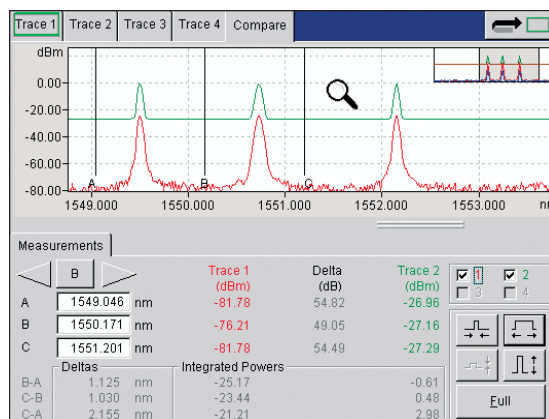 Trace 1 Trace 2 Trace 3 Trace 4 Compare
dBm
0.00
-20.00
-40.00
-60.00
-80.00
A B C
1549.000 1550.000 1551.000 1552.000 1553.000
Measurements
B Trace 1 Delta Trace 2
(dBm) (dB) (dBm)
A 1549.046 nm -81.78 54.82 -26.96
B 1550.171 nm -76.21 49.05 -27.16
C 1551.201 nm -81.78 54.49 -27.29
1 2
3 4
Deltas Integrated Powers
B-A 1.125 nm -25.17 -0.61
C-B 1.030 nm -23.44 0.48
C-A 2.155 nm -21.21 2.98
Full